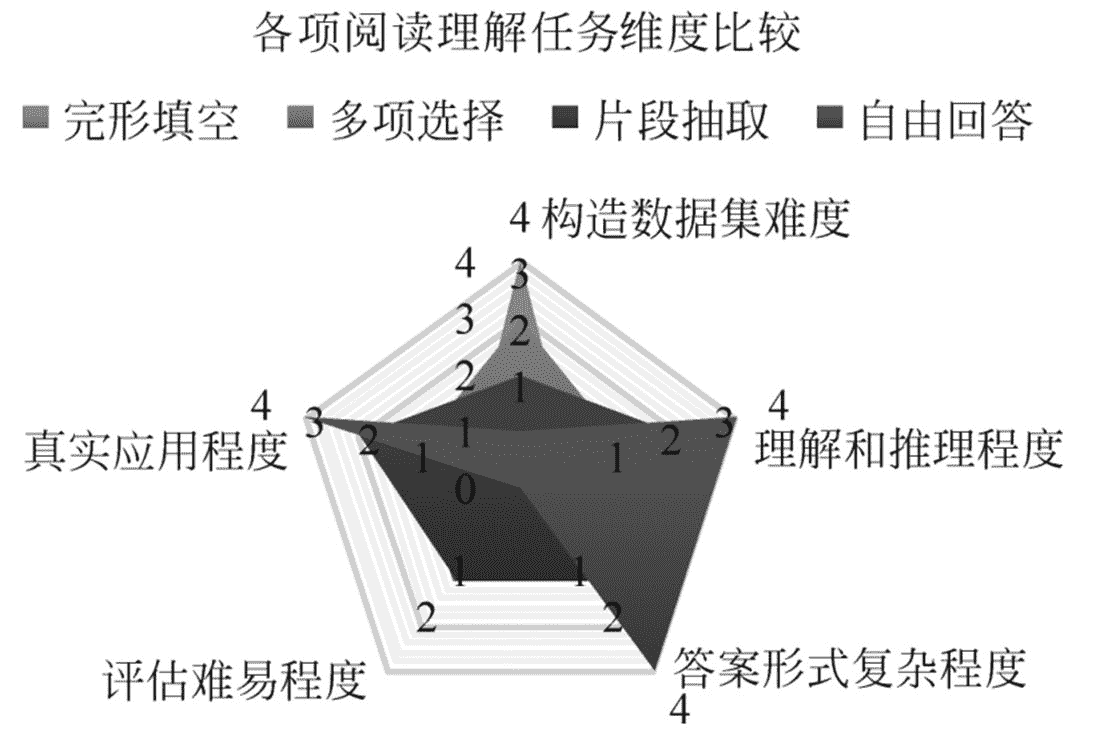 各项阅读理解任务维度比较
完形填空 多项选择 片段抽取 自由回答
4 构造数据集难度
4 3
3 2
2 1
4 3 2 1 1 1 2 3 4
真实应用程度 理解和推理程度
0
1 1
2 2
评估难易程度 答案形式复杂程度
4